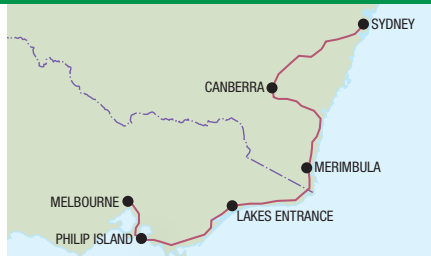 SYDNEY
CANBERRA
MERIMBULA
MELBOURNE
LAKES ENTRANCE
PHILIP ISLAND